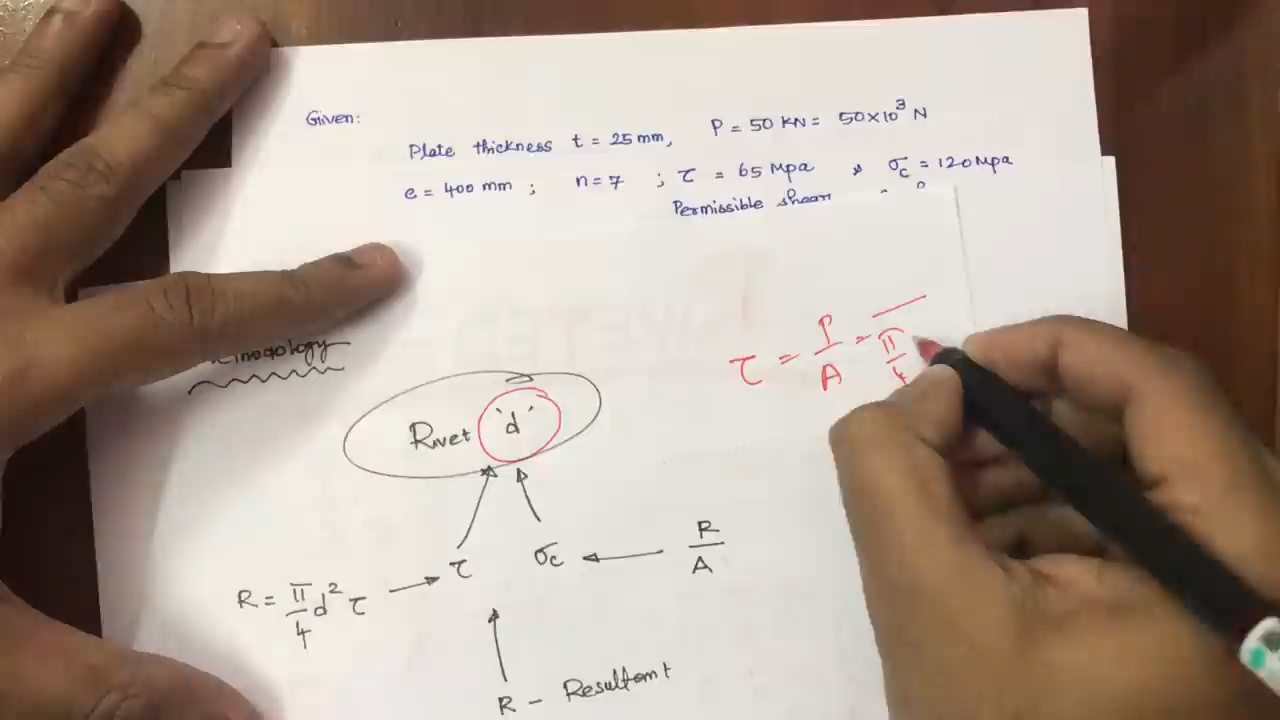 Given:
Plate thickness t = 25 mm, P = 50 KN = 50×10³ N
e = 400 mm ; n = 7 ; τ = 65 Mpa , σc = 120 Mpa
Permissible shear
τ = P/A = π/4
Rivet 'd'
τ σc ← R/A
R = π/4 d² τ →
R – Resultant